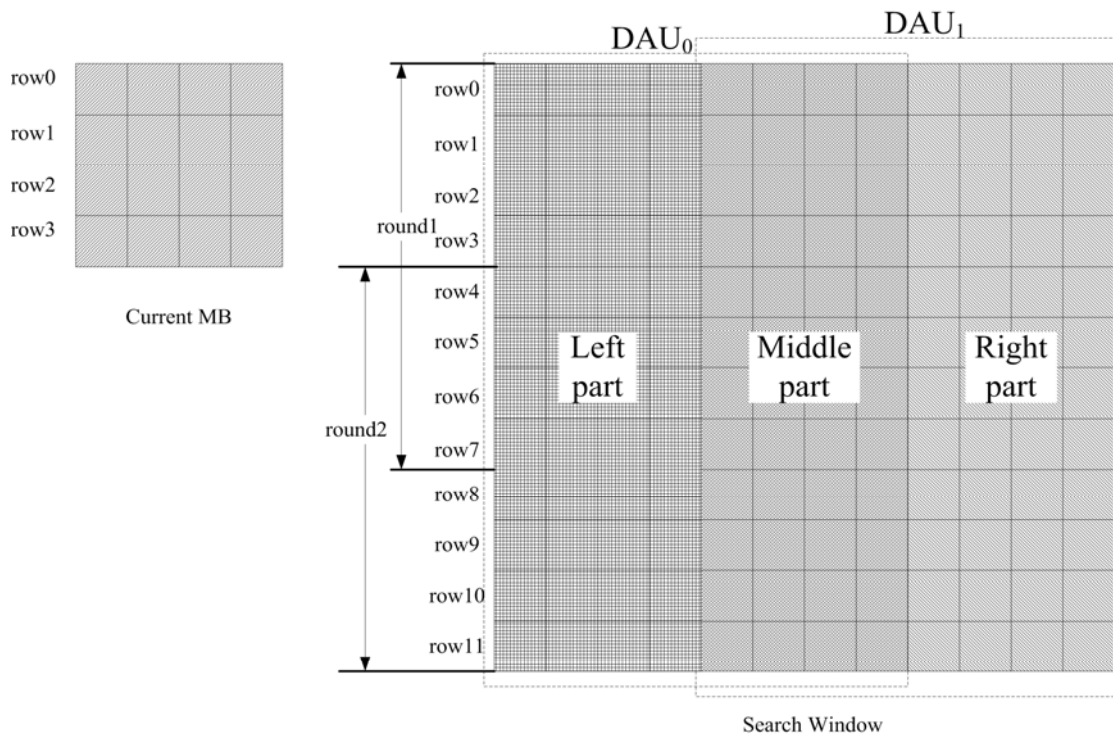 DAU0
DAU1
row0
row1
row2
row3
Current MB
round1
round2
row0
row1
row2
row3
row4
row5
row6
row7
row8
row9
row10
row11
Left
part
Middle
part
Right
part
Search Window